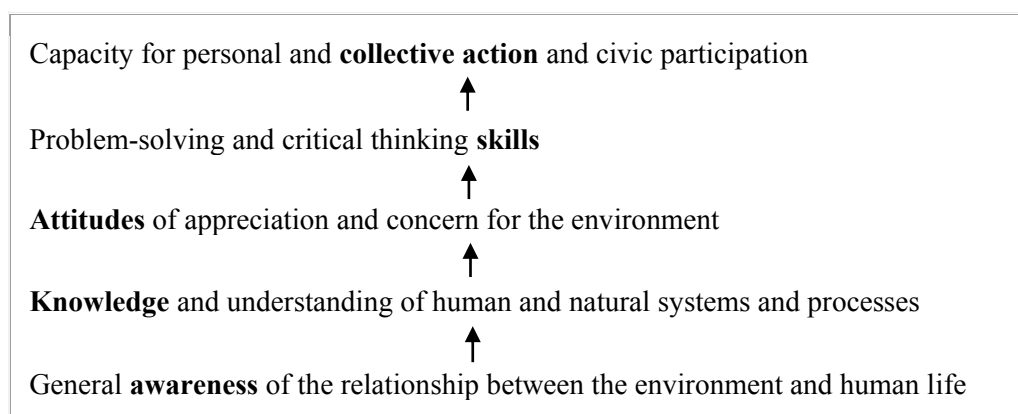 Capacity for personal and collective action and civic participation
Problem-solving and critical thinking skills
Attitudes of appreciation and concern for the environment
Knowledge and understanding of human and natural systems and processes
General awareness of the relationship between the environment and human life